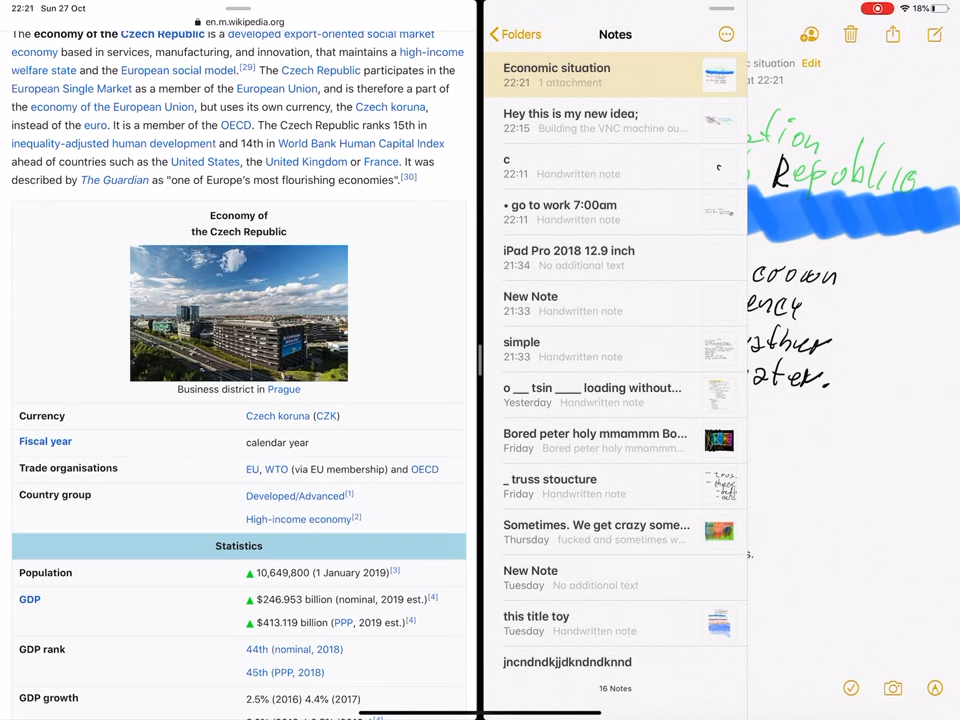 22:21 Sun 27 Oct
18%
en.m.wikipedia.org
The economy of the Czech Republic is a developed export-oriented social market
economy based in services, manufacturing, and innovation, that maintains a high-income
welfare state and the European social model.[29] The Czech Republic participates in the
European Single Market as a member of the European Union, and is therefore a part of
the economy of the European Union, but uses its own currency, the Czech koruna,
instead of the euro. It is a member of the OECD. The Czech Republic ranks 15th in
inequality-adjusted human development and 14th in World Bank Human Capital Index
ahead of countries such as the United States, the United Kingdom or France. It was
described by The Guardian as "one of Europe's most flourishing economies".[30]
Economy of
the Czech Republic
Business district in Prague
Currency Czech koruna (CZK)
Fiscal year calendar year
Trade organisations EU, WTO (via EU membership) and OECD
Country group Developed/Advanced[1]
High-income economy[2]
Statistics
Population ▲ 10,649,800 (1 January 2019)[3]
GDP ▲ $246.953 billion (nominal, 2019 est.)[4]
▲ $413.119 billion (PPP, 2019 est.)[4]
GDP rank 44th (nominal, 2018)
45th (PPP, 2018)
GDP growth 2.5% (2016) 4.4% (2017)
Folders Notes
Economic situation
22:21 1 attachment
Hey this is my new idea;
22:15 Building the VNC machine ou...
c
22:11 Handwritten note
• go to work 7:00am
22:11 Handwritten note
iPad Pro 2018 12.9 inch
21:34 No additional text
New Note
21:33 Handwritten note
simple
21:33 Handwritten note
o __ tsin ____ loading without...
Yesterday Handwritten note
Bored peter holy mmammm Bo...
Friday Bored peter holy mmammm...
_ truss stoucture
Friday Handwritten note
Sometimes. We get crazy some...
Thursday fucked and sometimes w...
New Note
Tuesday No additional text
this title toy
Tuesday Handwritten note
jncndndkjjdkndndknnd
16 Notes
c situation Edit
at 22:21
ation
Republic
coown
ency
ather
ater.
s.